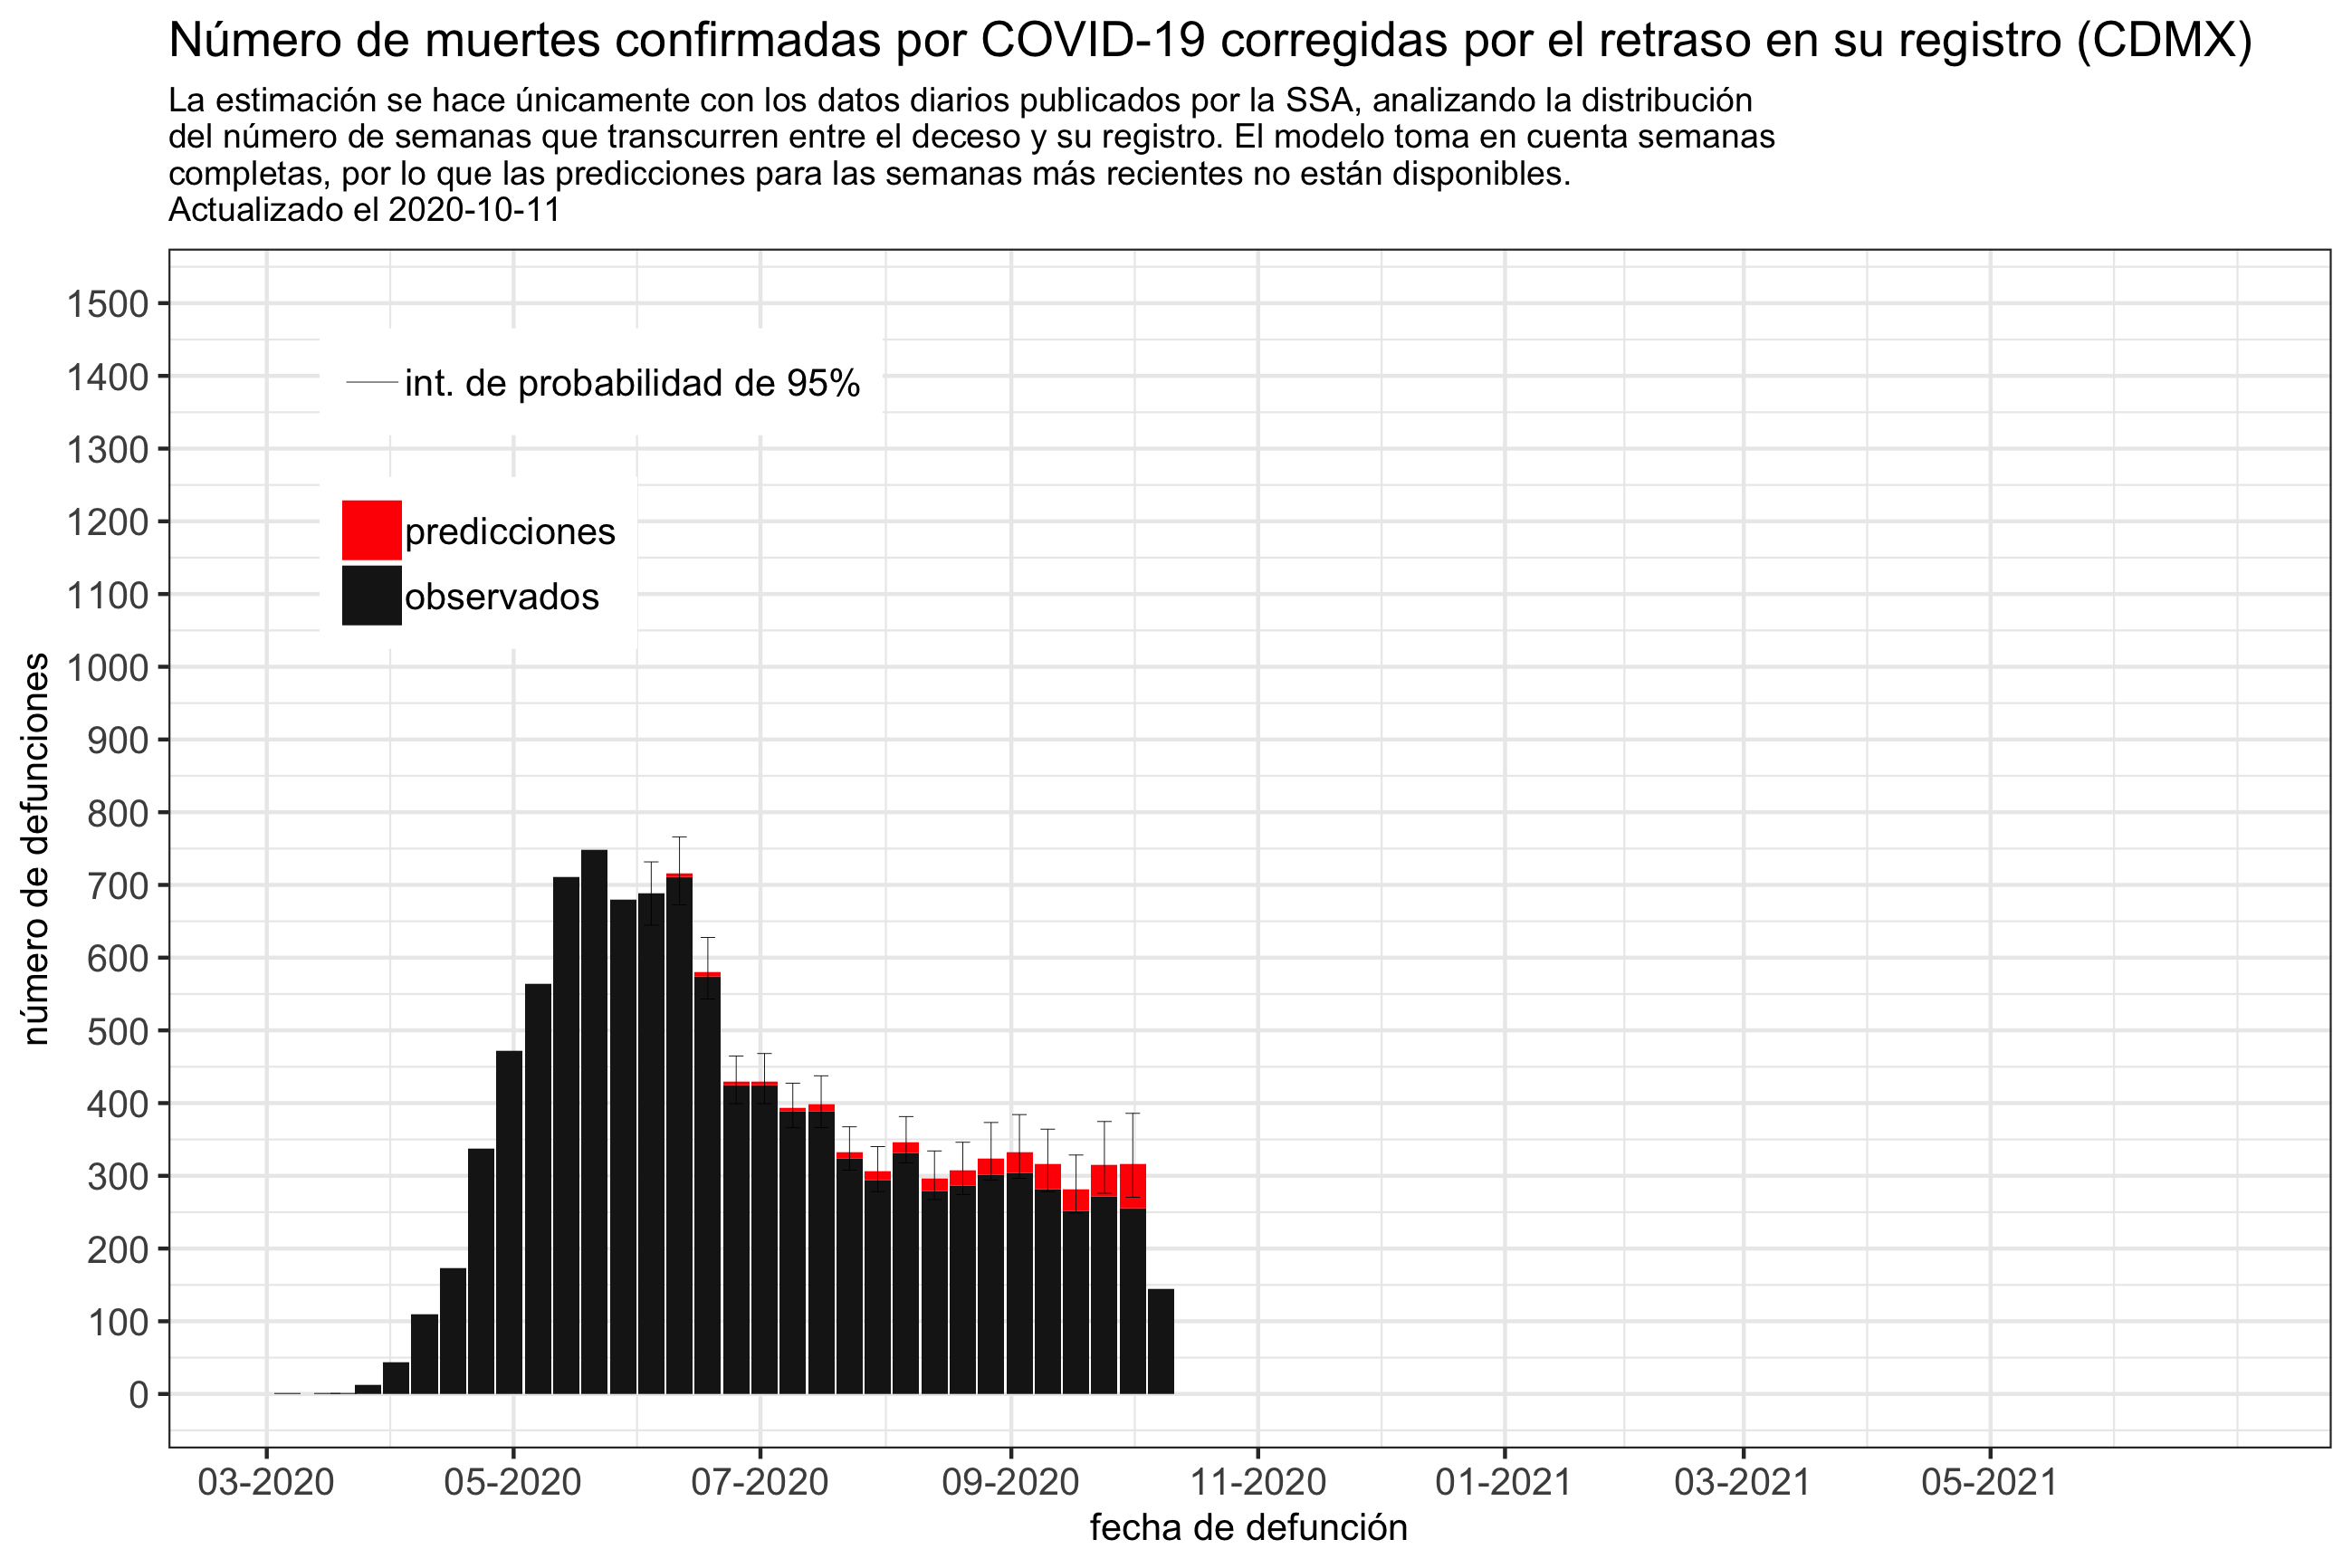 Número de muertes confirmadas por COVID-19 corregidas por el retraso en su registro (CDMX)
La estimación se hace únicamente con los datos diarios publicados por la SSA, analizando la distribución
del número de semanas que transcurren entre el deceso y su registro. El modelo toma en cuenta semanas
completas, por lo que las predicciones para las semanas más recientes no están disponibles.
Actualizado el 2020-10-11
número de defunciones
1500
1400
1300
1200
1100
1000
900
800
700
600
500
400
300
200
100
0
int. de probabilidad de 95%
predicciones
observados
03-2020 05-2020 07-2020 09-2020 11-2020 01-2021 03-2021 05-2021
fecha de defunción